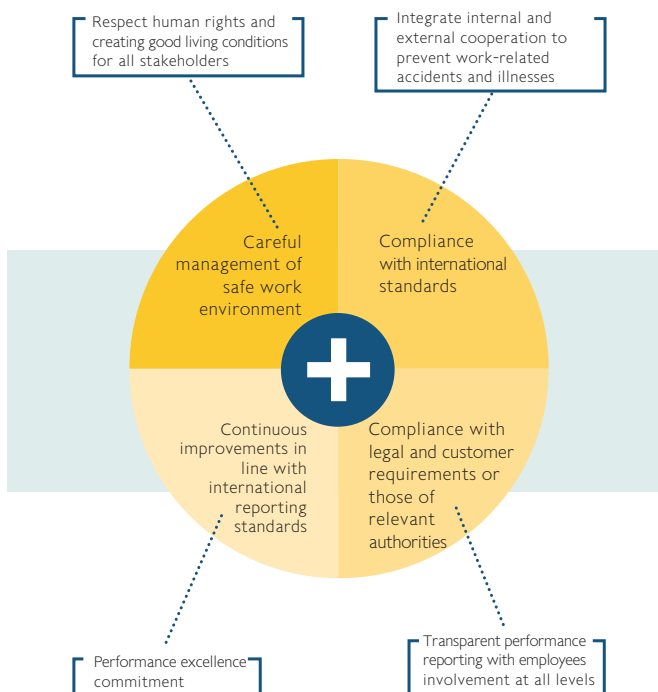 Respect human rights and
creating good living conditions
for all stakeholders
Integrate internal and
external cooperation to
prevent work-related
accidents and illnesses
Careful
management of
safe work
environment
Compliance
with international
standards
Continuous
improvements in
line with
international
reporting
standards
Compliance with
legal and customer
requirements or
those of
relevant
authorities
Performance excellence
commitment
Transparent performance
reporting with employees
involvement at all levels